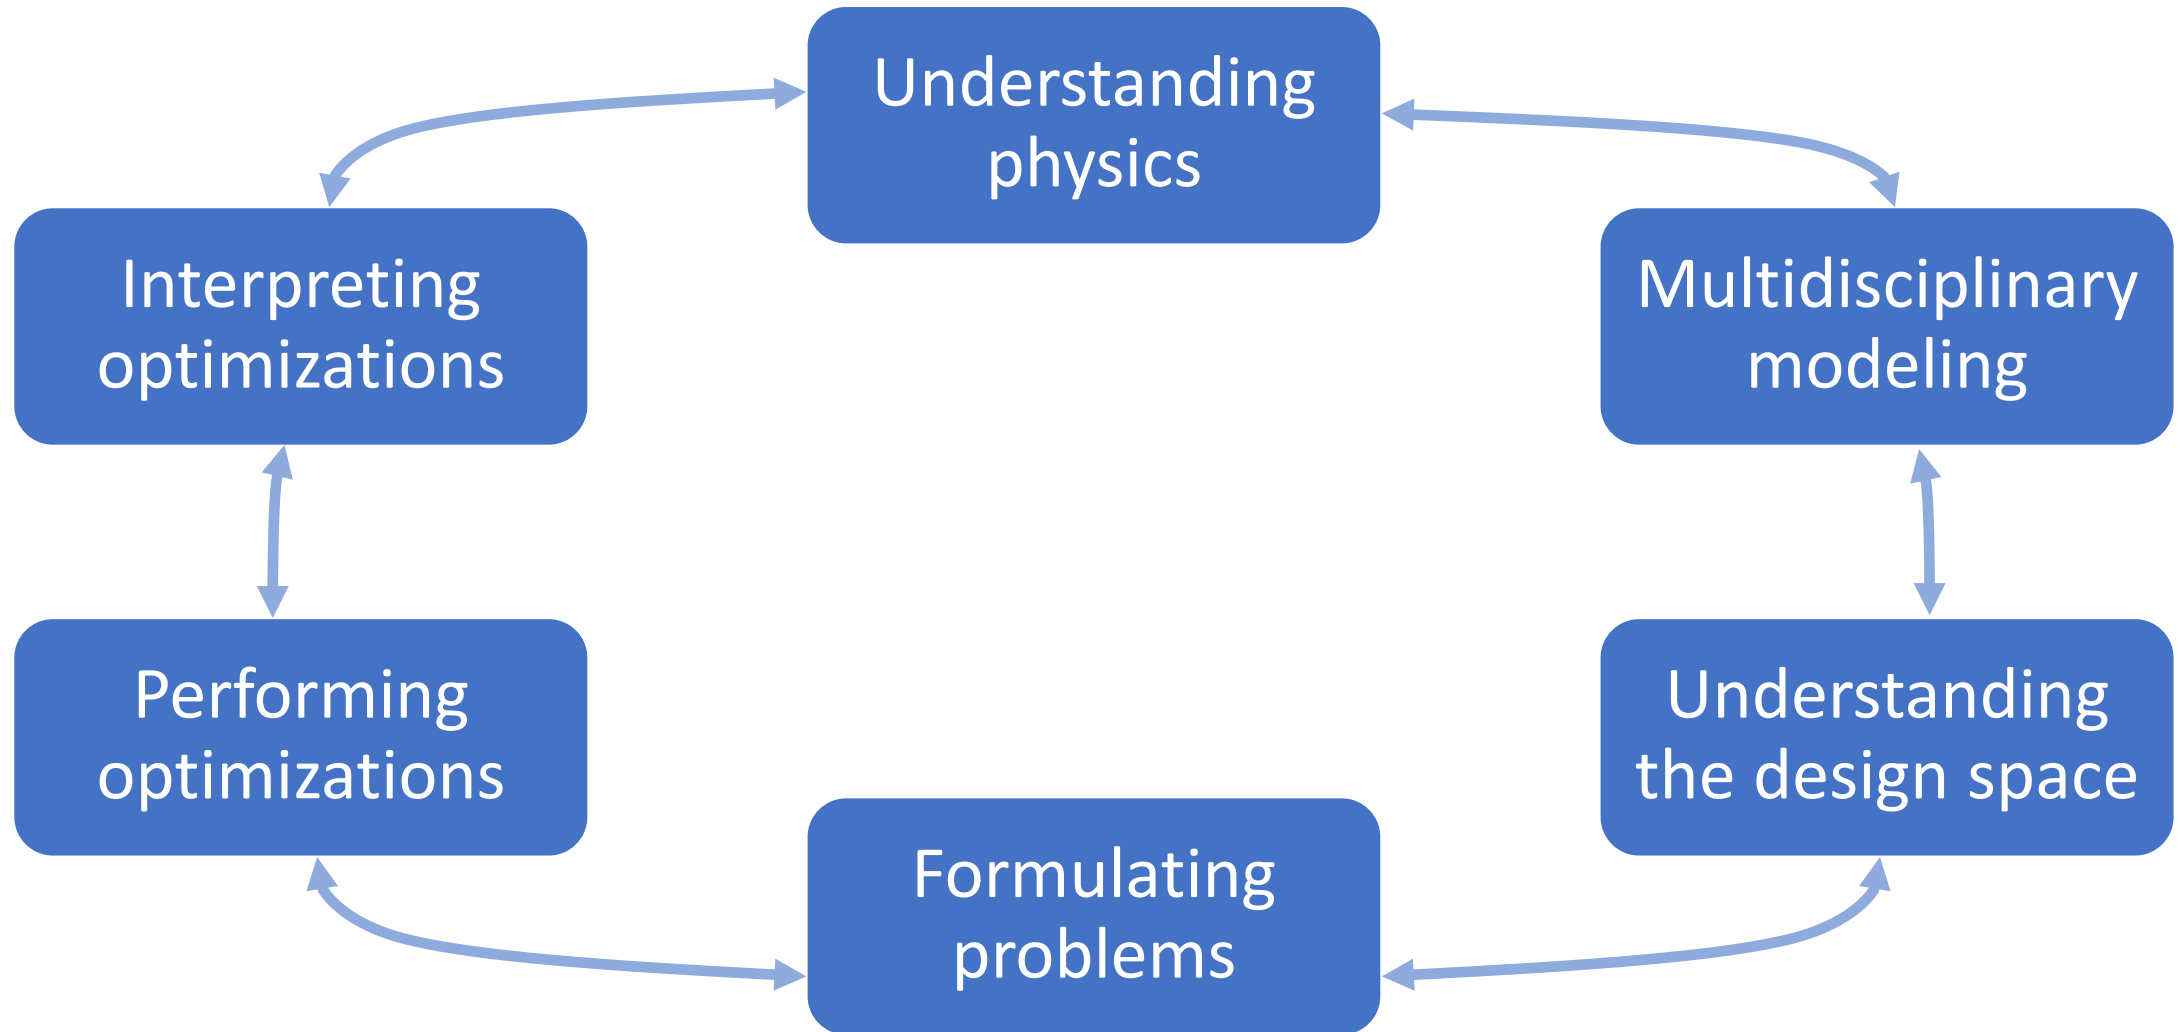 Understanding
physics
Multidisciplinary
modeling
Understanding
the design space
Formulating
problems
Performing
optimizations
Interpreting
optimizations